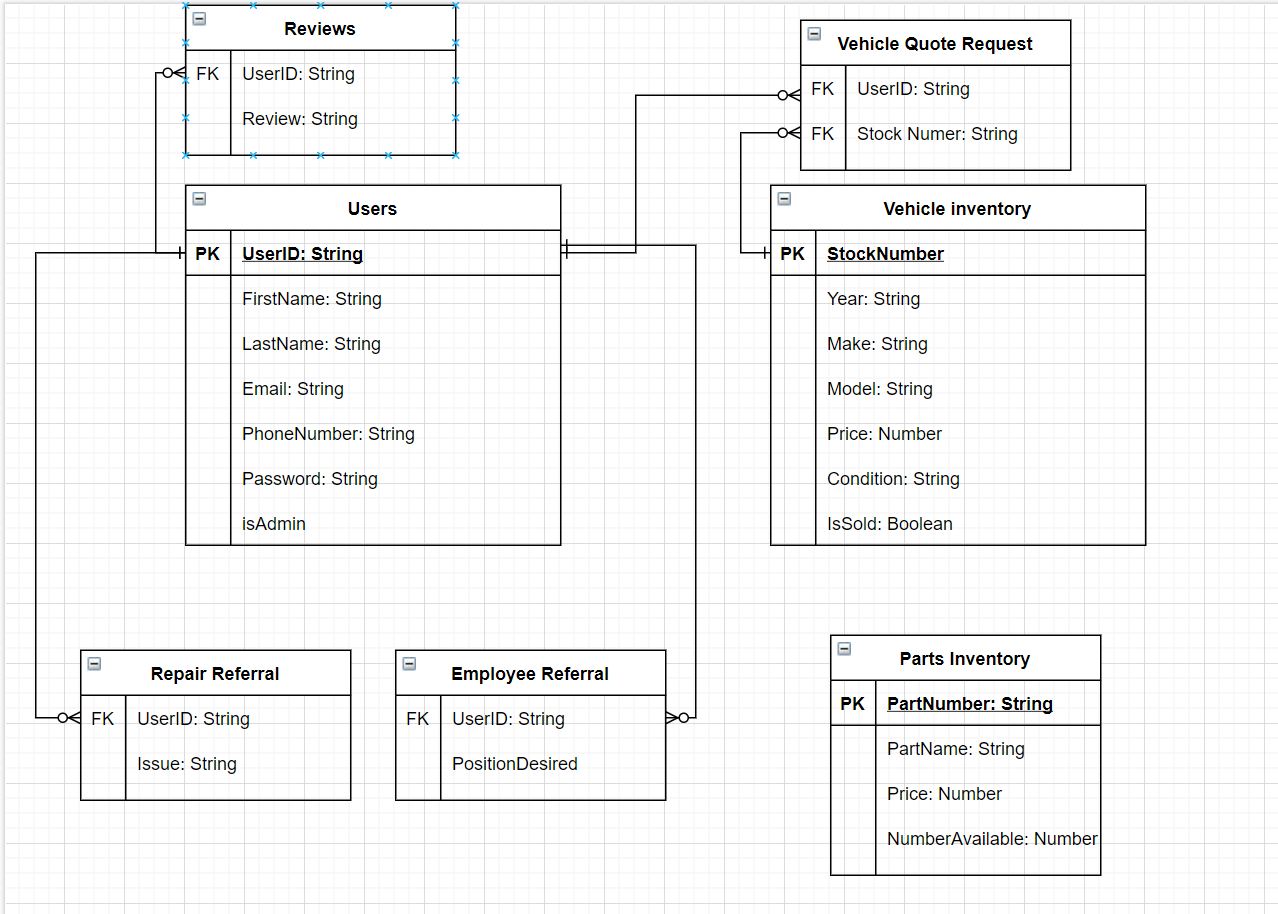 Reviews
FK UserID: String
Review: String
Vehicle Quote Request
FK UserID: String
FK Stock Numer: String
Users
PK UserID: String
FirstName: String
LastName: String
Email: String
PhoneNumber: String
Password: String
isAdmin
Vehicle inventory
PK StockNumber
Year: String
Make: String
Model: String
Price: Number
Condition: String
IsSold: Boolean
Repair Referral
FK UserID: String
Issue: String
Employee Referral
FK UserID: String
PositionDesired
Parts Inventory
PK PartNumber: String
PartName: String
Price: Number
NumberAvailable: Number